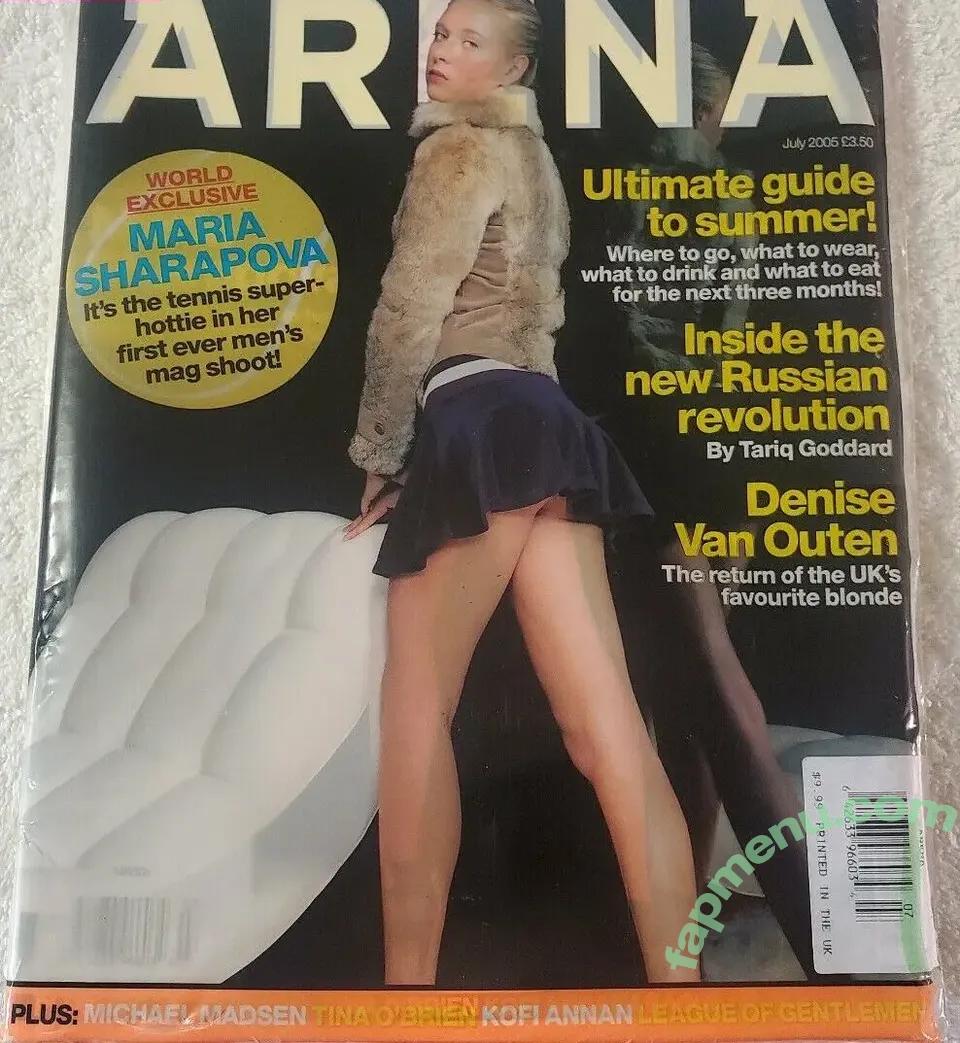 ARENA
July 2005 £3.50
WORLD
EXCLUSIVE
MARIA
SHARAPOVA
It's the tennis super-
hottie in her
first ever men's
mag shoot!
Ultimate guide
to summer!
Where to go, what to wear,
what to drink and what to eat
for the next three months!
Inside the
new Russian
revolution
By Tariq Goddard
Denise
Van Outen
The return of the UK's
favourite blonde
$9.99 PRINTED IN THE UK
07
fapmenu.com
PLUS: MICHAEL MADSEN TINA O'BRIEN KOFI ANNAN LEAGUE OF GENTLEMEN